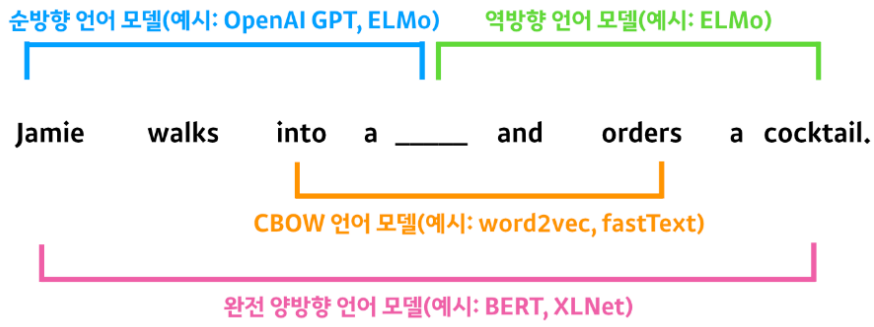 순방향 언어 모델(예시: OpenAI GPT, ELMo) 역방향 언어 모델(예시: ELMo)
Jamie walks into a _____ and orders a cocktail.
CBOW 언어 모델(예시: word2vec, fastText)
완전 양방향 언어 모델(예시: BERT, XLNet)